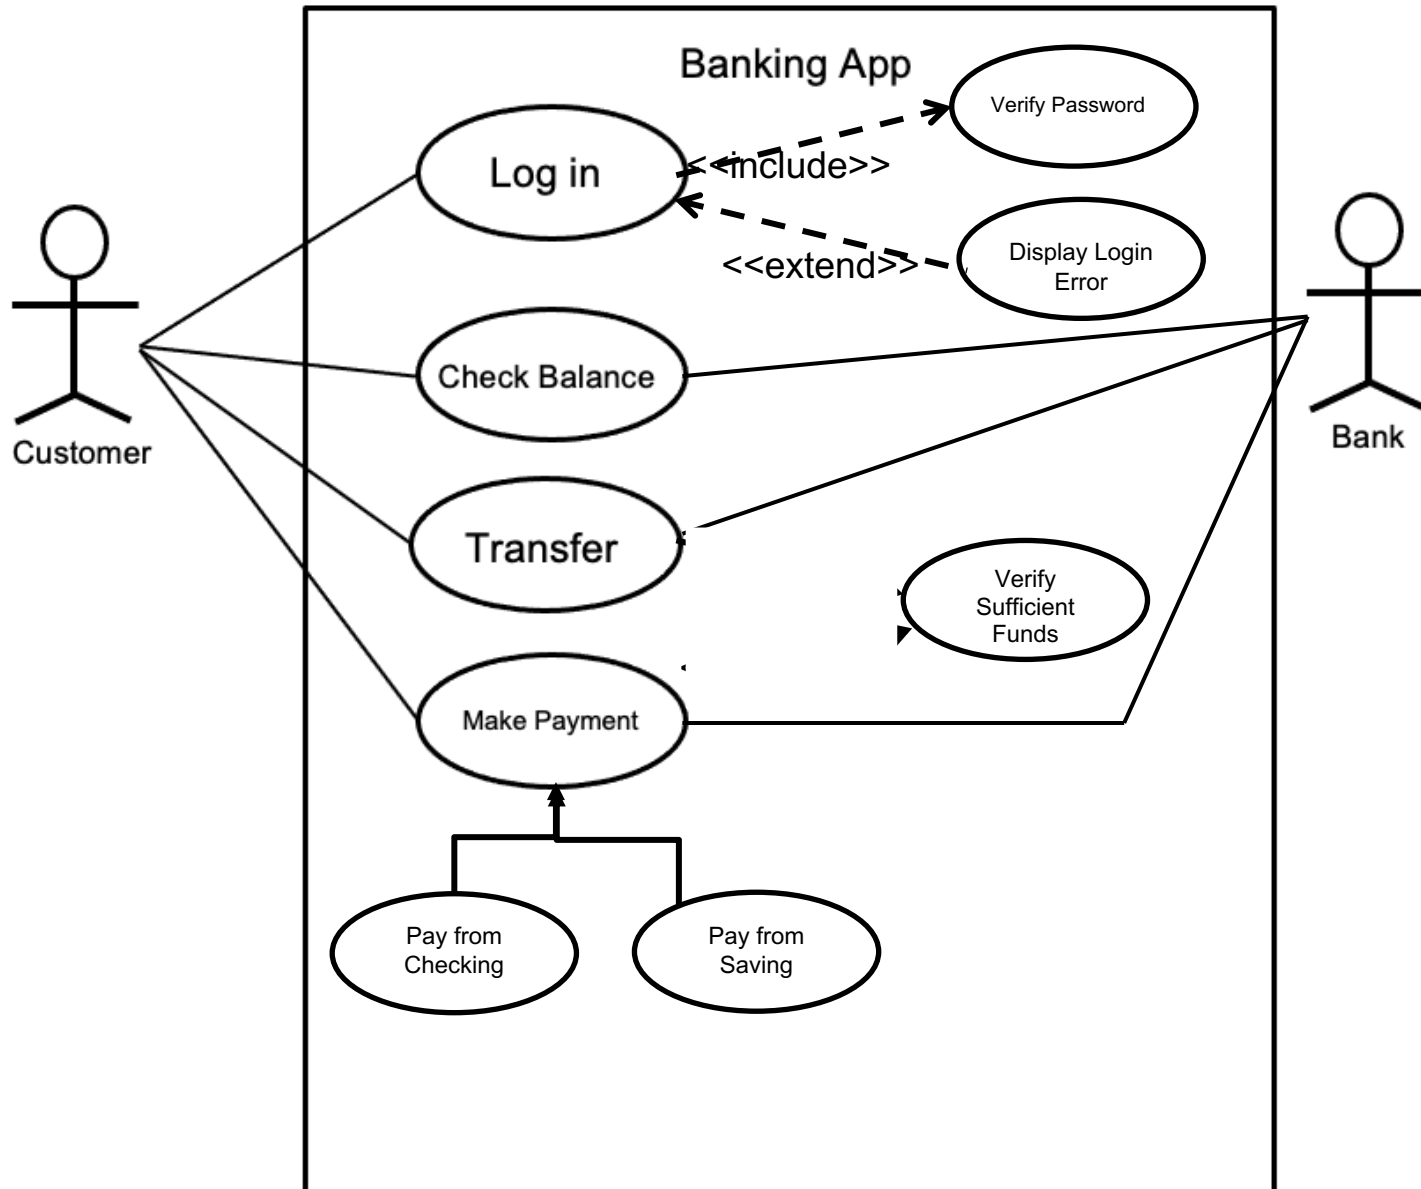 Banking App
Verify Password
Log in
<<include>>
<<extend>>
Display Login
Error
Customer
Bank
Check Balance
Transfer
Verify
Sufficient
Funds
Make Payment
Pay from
Checking
Pay from
Saving